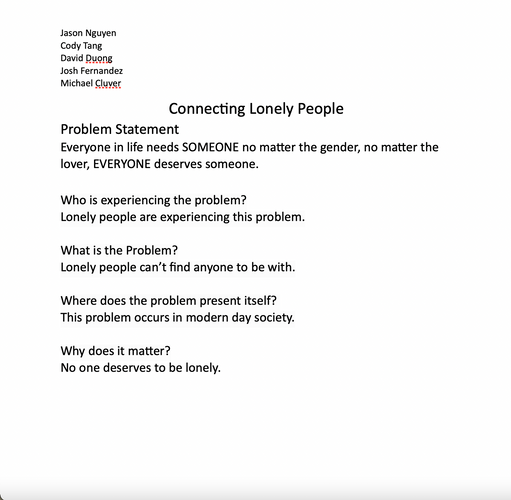 Jason Nguyen
Cody Tang
David Duong
Josh Fernandez
Michael Cluver
Connecting Lonely People
Problem Statement
Everyone in life needs SOMEONE no matter the gender, no matter the
lover, EVERYONE deserves someone.
Who is experiencing the problem?
Lonely people are experiencing this problem.
What is the Problem?
Lonely people can’t find anyone to be with.
Where does the problem present itself?
This problem occurs in modern day society.
Why does it matter?
No one deserves to be lonely.